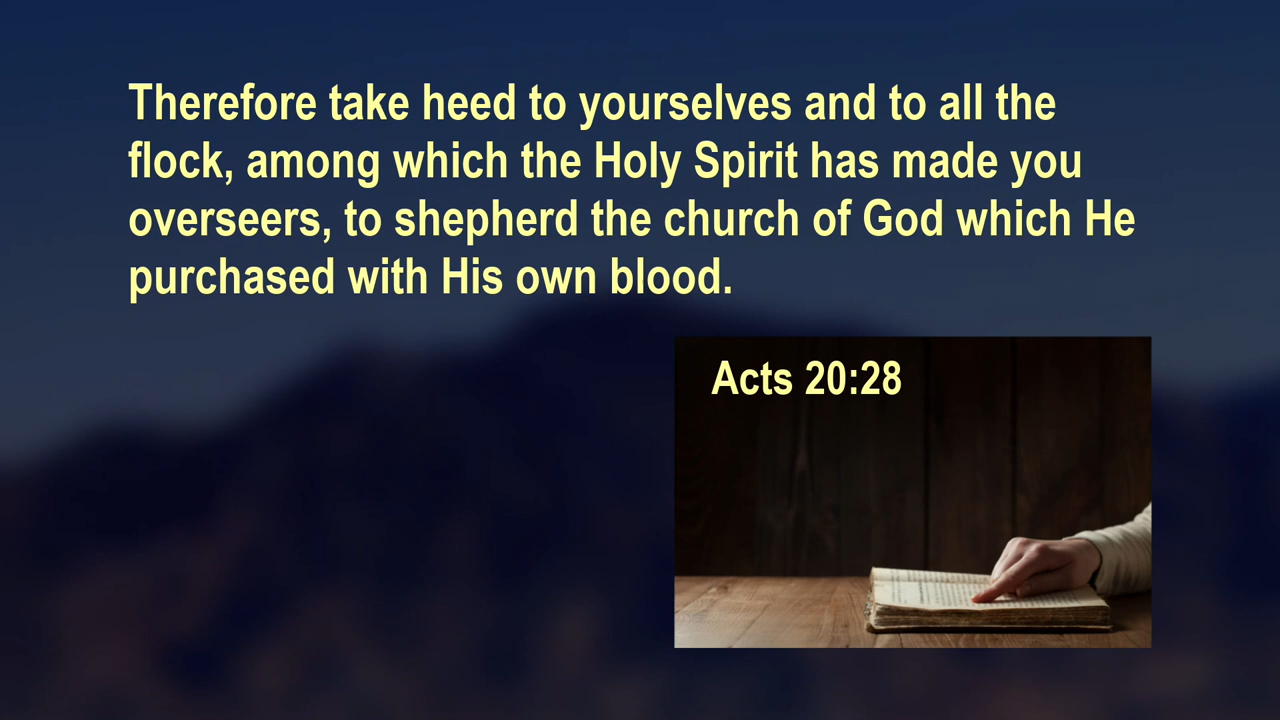 Therefore take heed to yourselves and to all the
flock, among which the Holy Spirit has made you
overseers, to shepherd the church of God which He
purchased with His own blood.
Acts 20:28